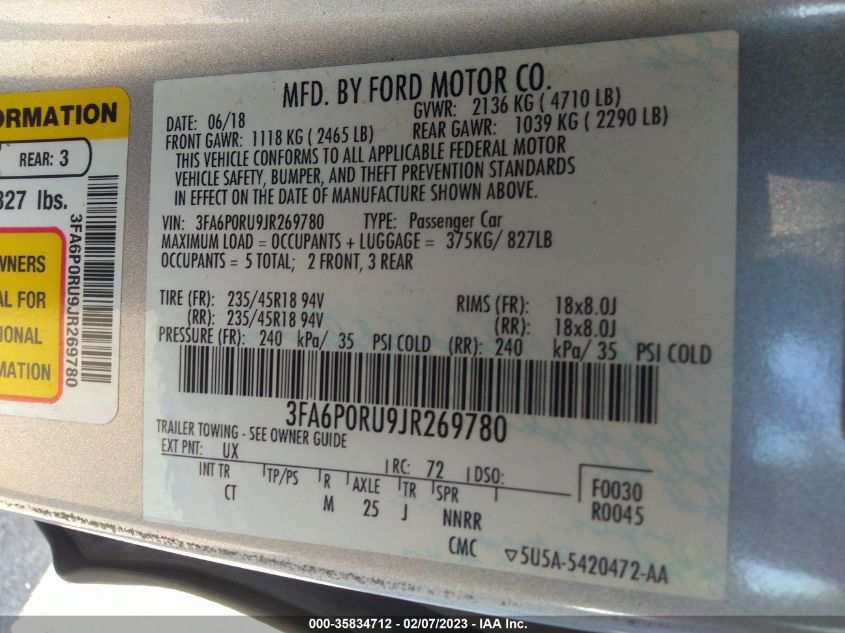 ORMATION
REAR: 3
827 lbs.
3FA6P0RU9JR269780
WNERS
AL FOR
IONAL
MATION
MFD. BY FORD MOTOR CO.
DATE: 06/18 GVWR: 2136 KG ( 4710 LB)
FRONT GAWR: 1118 KG ( 2465 LB) REAR GAWR: 1039 KG ( 2290 LB)
THIS VEHICLE CONFORMS TO ALL APPLICABLE FEDERAL MOTOR
VEHICLE SAFETY, BUMPER, AND THEFT PREVENTION STANDARDS
IN EFFECT ON THE DATE OF MANUFACTURE SHOWN ABOVE.
VIN: 3FA6P0RU9JR269780 TYPE: Passenger Car
MAXIMUM LOAD = OCCUPANTS + LUGGAGE = 375KG/ 827LB
OCCUPANTS = 5 TOTAL; 2 FRONT, 3 REAR
TIRE (FR): 235/45R18 94V RIMS (FR): 18x8.0J
(RR): 235/45R18 94V (RR): 18x8.0J
PRESSURE (FR): 240 kPa/ 35 PSI COLD (RR): 240 kPa/ 35 PSI COLD
3FA6P0RU9JR269780
TRAILER TOWING - SEE OWNER GUIDE
EXT PNT: UX RC: 72 DSO:
INT TR TP/PS R AXLE TR SPR F0030
CT M 25 J NNRR R0045
CMC ▽5U5A-5420472-AA
000-35834712 - 02/07/2023 - IAA Inc.